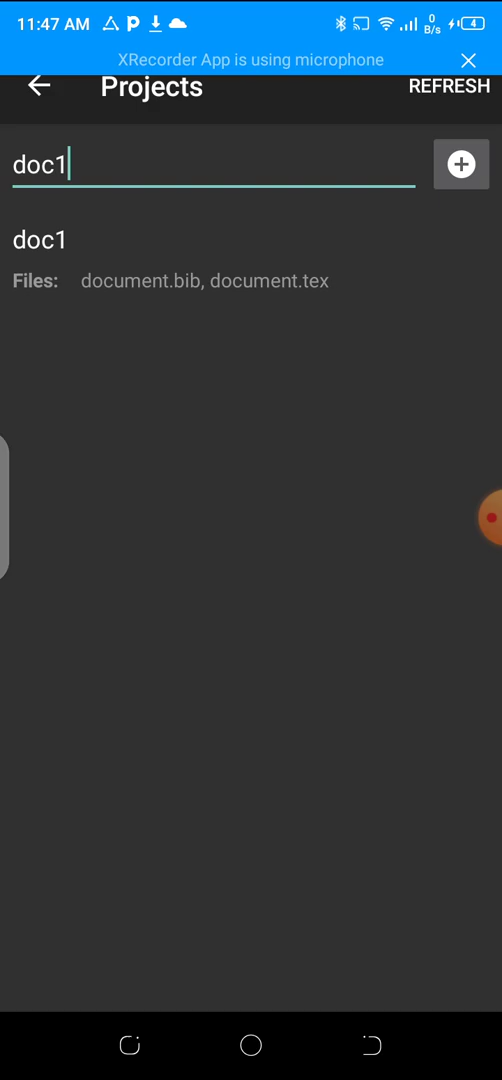 11:47 AM
0 B/s
4
XRecorder App is using microphone
Projects
REFRESH
doc1
doc1
Files: document.bib, document.tex